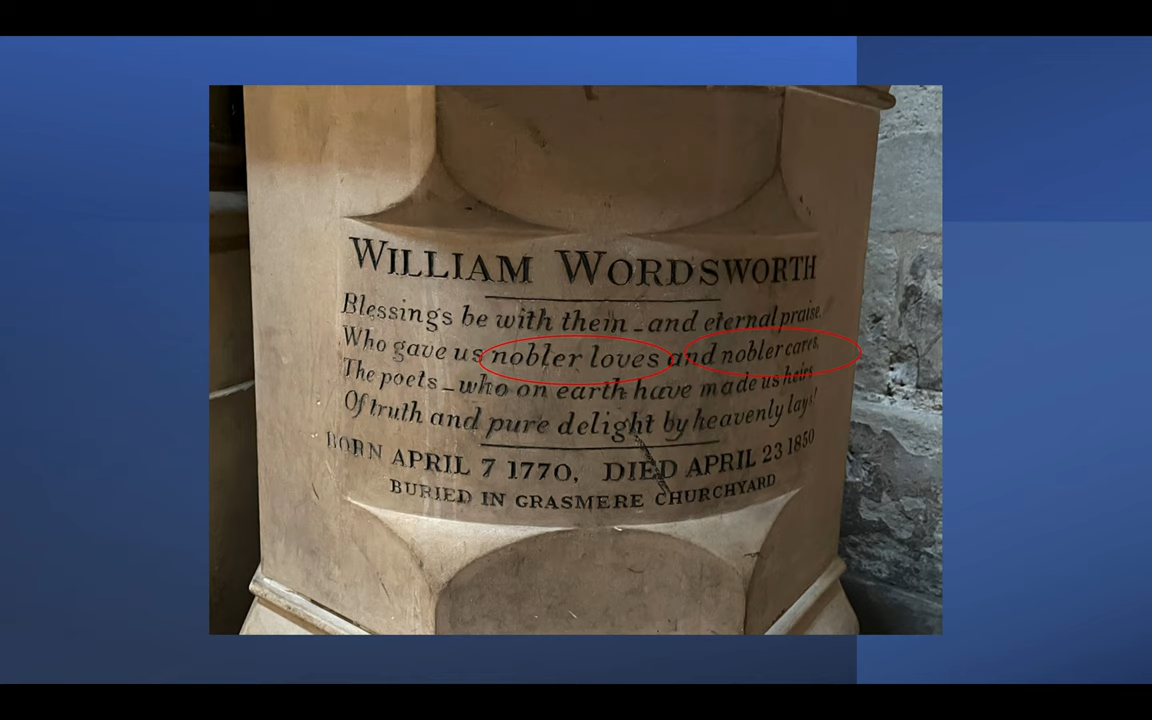 WILLIAM WORDSWORTH
Blessings be with them - and eternal praise,
Who gave us nobler loves and nobler cares,
The poets - who on earth have made us heirs
Of truth and pure delight by heavenly lays!
BORN APRIL 7 1770, DIED APRIL 23 1850
BURIED IN GRASMERE CHURCHYARD